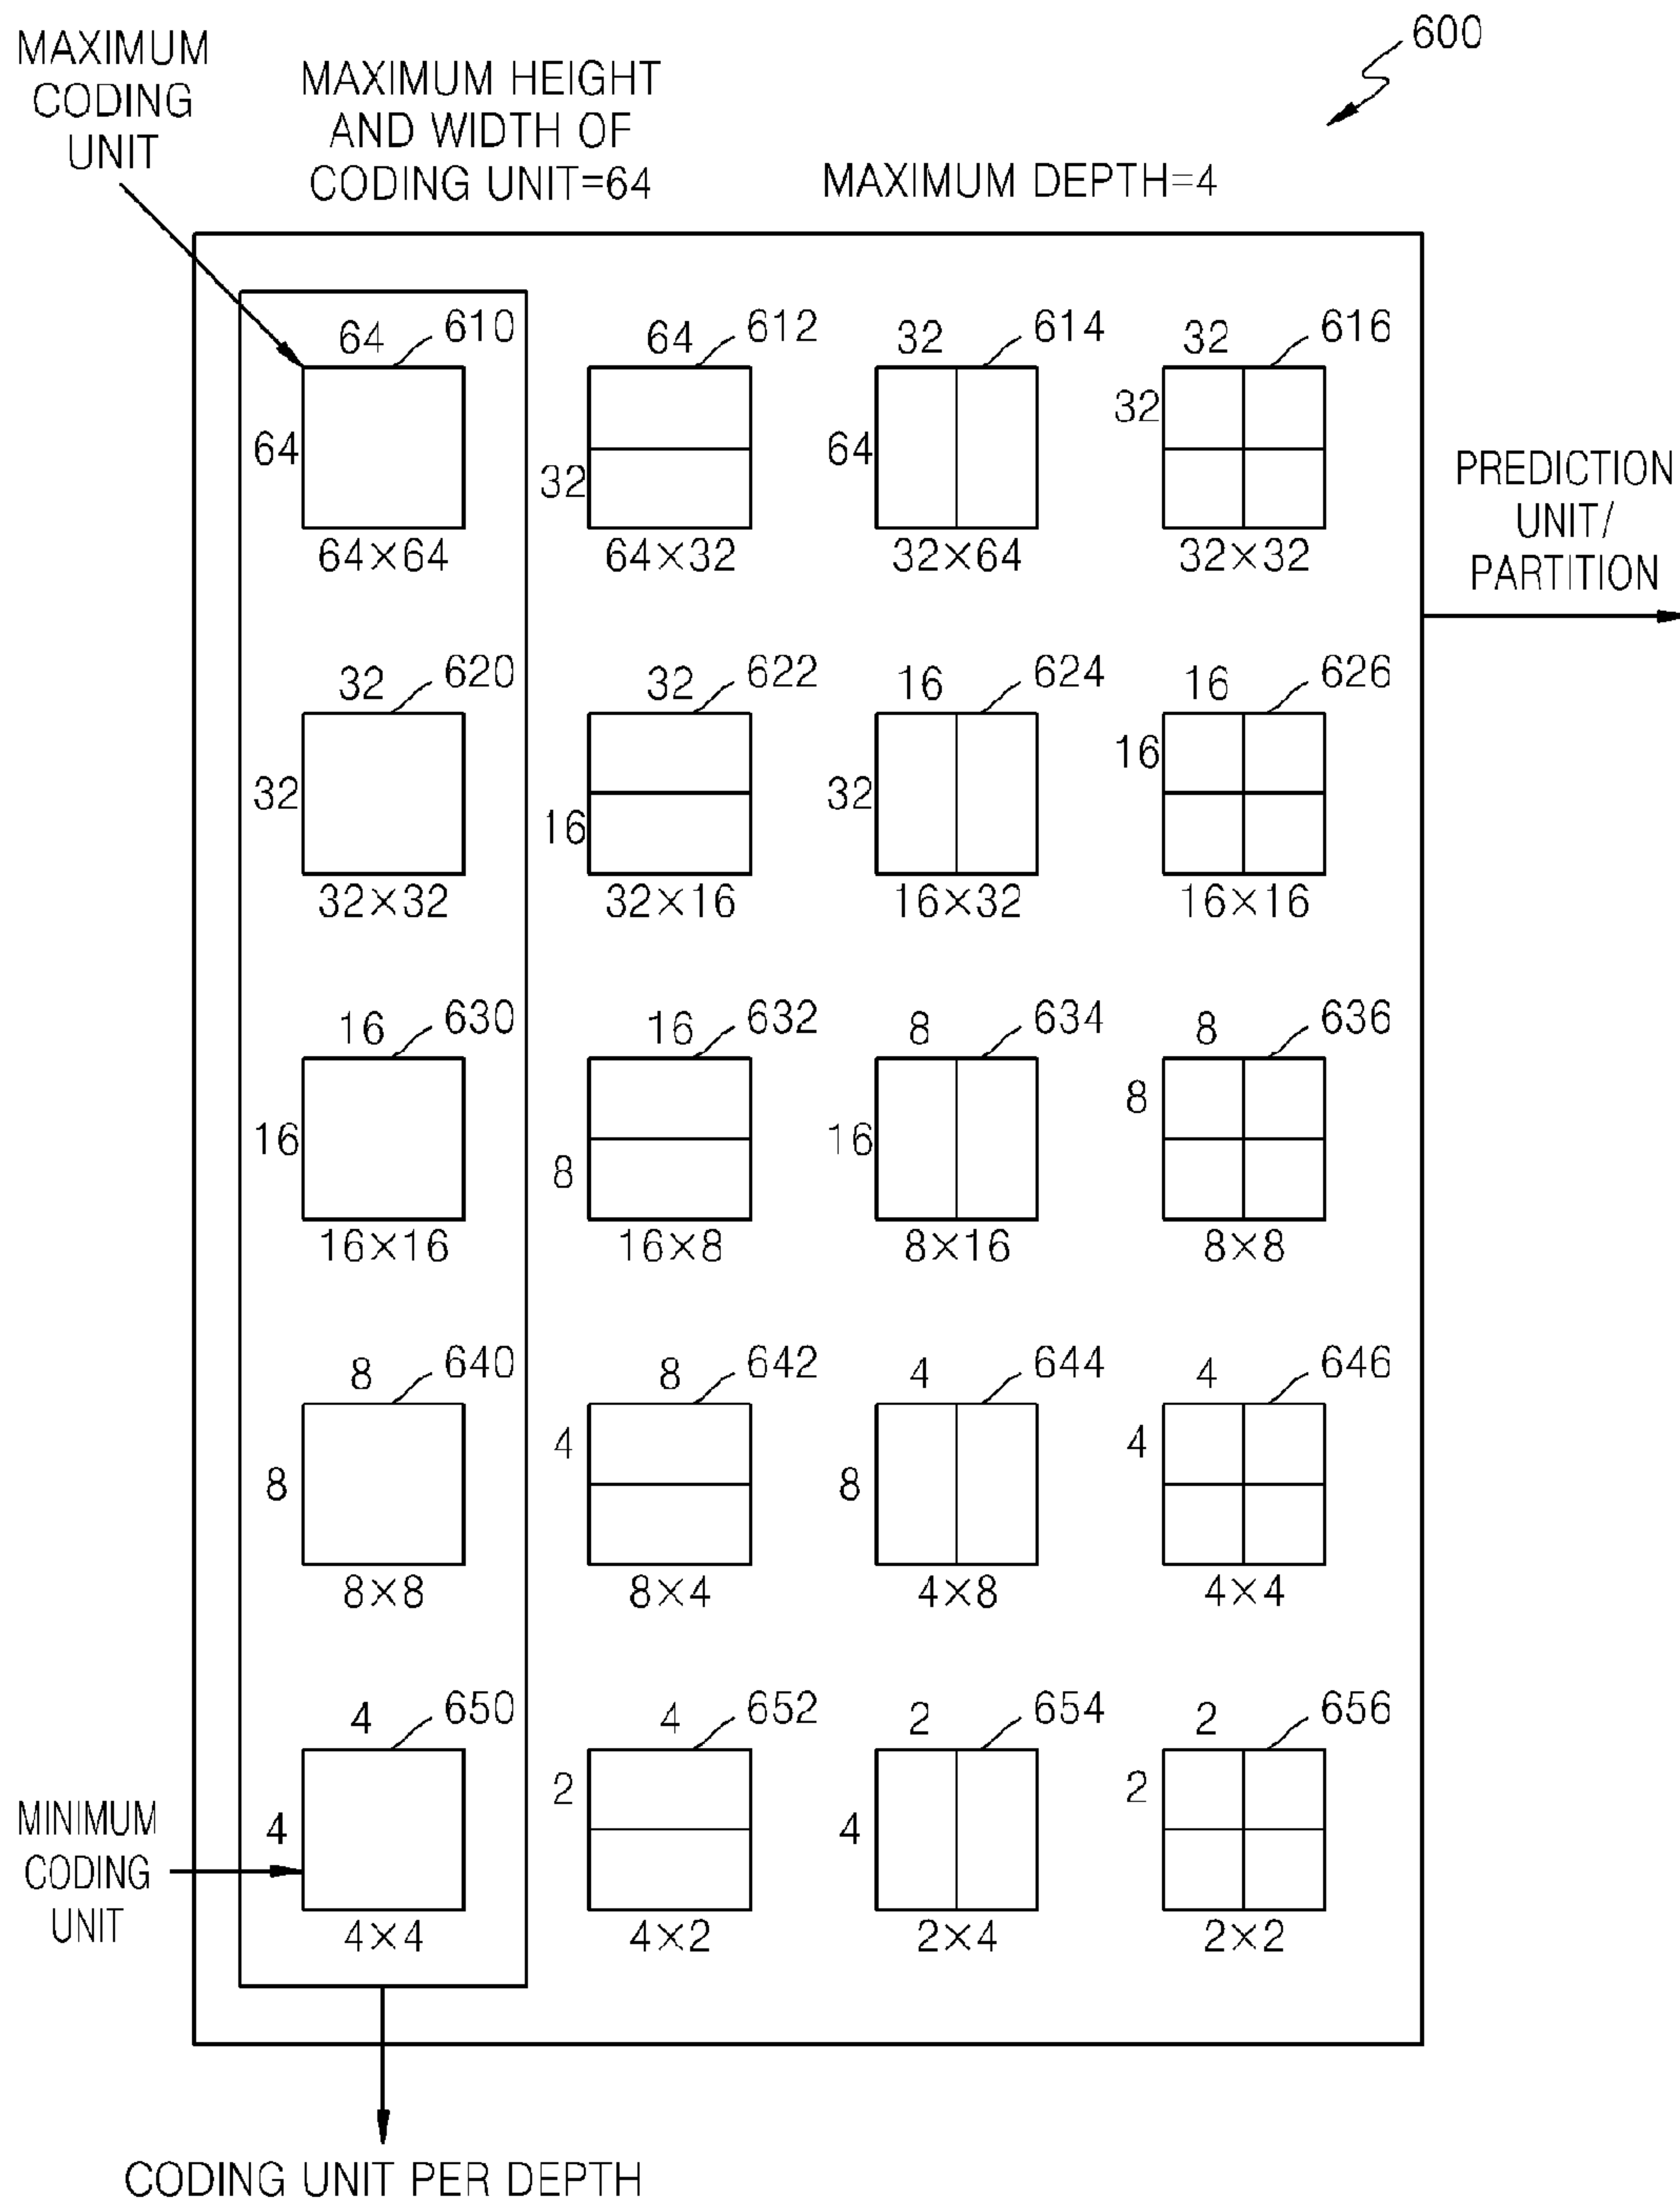 600
MAXIMUM
CODING
UNIT
MAXIMUM HEIGHT
AND WIDTH OF
CODING UNIT=64
MAXIMUM DEPTH=4
64 610 64 612 32 614 32 616
64 32 64 32
64×64 64×32 32×64 32×32
PREDICTION
UNIT/
PARTITION
32 620 32 622 16 624 16 626
32 16 32 16
32×32 32×16 16×32 16×16
16 630 16 632 8 634 8 636
16 8 16 8
16×16 16×8 8×16 8×8
8 640 8 642 4 644 4 646
8 4 8 4
8×8 8×4 4×8 4×4
4 650 4 652 2 654 2 656
4 2 4 2
4×4 4×2 2×4 2×2
MINIMUM
CODING
UNIT
CODING UNIT PER DEPTH